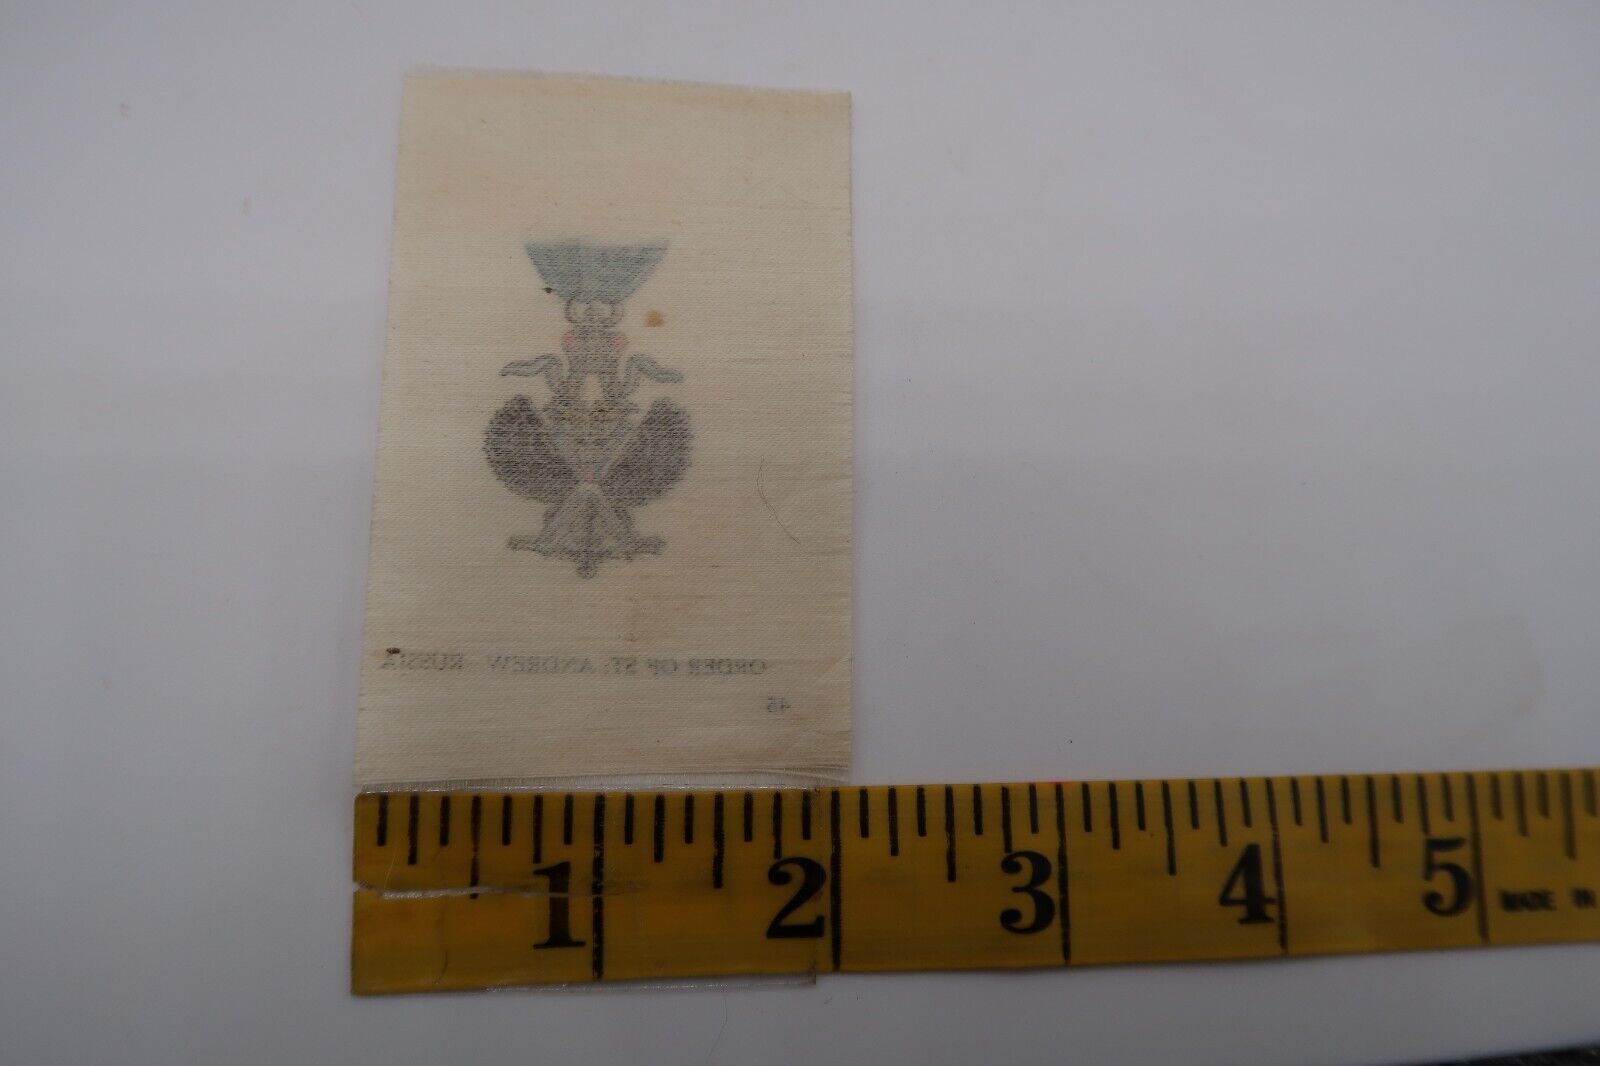 ORDER OF ST. ANDREW RUSSIA
45
1 2 3 4 5 MADE IN